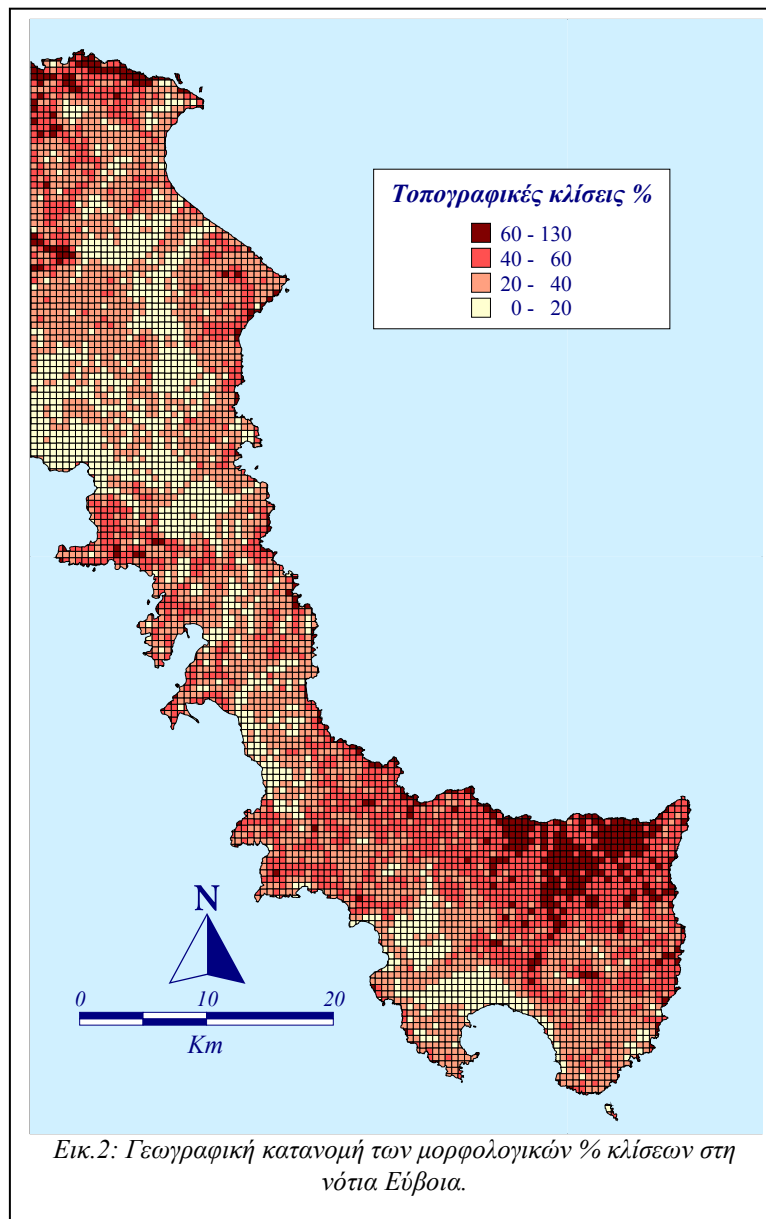 Τοπογραφικές κλίσεις %
60 - 130
40 - 60
20 - 40
0 - 20
N
0 10 20
Km
Εικ.2: Γεωγραφική κατανομή των μορφολογικών % κλίσεων στη
νότια Εύβοια.